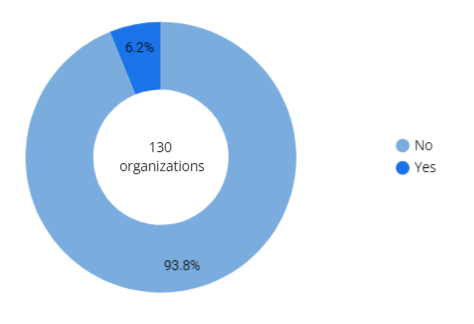 6.2%
130
organizations
93.8%
No
Yes